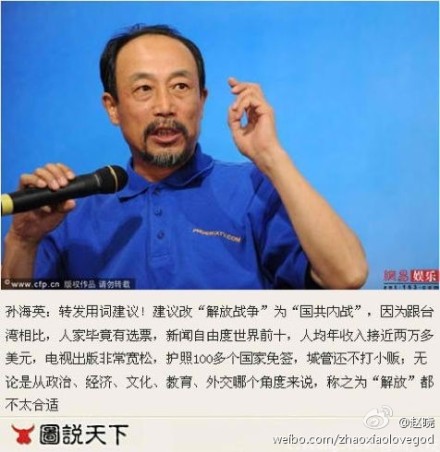 PHOENIXTV.COM
www.cfp.cn 版权作品 请勿转载
网易娱乐
孙海英：转发用词建议！建议改“解放战争”为“国共内战”，因为跟台
湾相比，人家毕竟有选票，新闻自由度世界前十，人均年收入接近两万多
美元，电视出版非常宽松，护照100多个国家免签，城管还不打小贩；无
论是从政治、经济、文化、教育、外交哪个角度来说，称之为“解放”都
不太合适
圖説天下
@赵晓
weibo.com/zhaoxiaolovegod